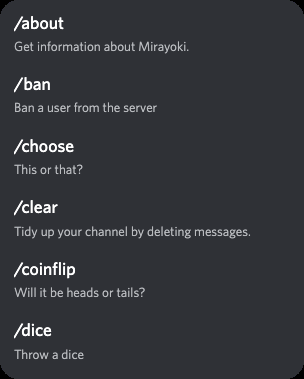 /about
Get information about Mirayoki.
/ban
Ban a user from the server
/choose
This or that?
/clear
Tidy up your channel by deleting messages.
/coinflip
Will it be heads or tails?
/dice
Throw a dice